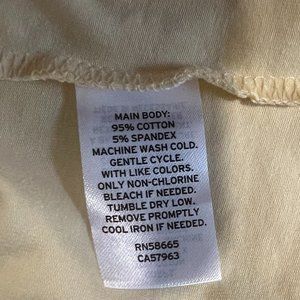 MAIN BODY:
95% COTTON
5% SPANDEX
MACHINE WASH COLD.
GENTLE CYCLE.
WITH LIKE COLORS.
ONLY NON-CHLORINE
BLEACH IF NEEDED.
TUMBLE DRY LOW.
REMOVE PROMPTLY
COOL IRON IF NEEDED.
RN58665
CA57963